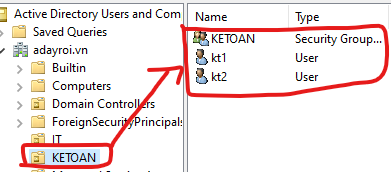 Active Directory Users and Com
Saved Queries
adayroi.vn
Builtin
Computers
Domain Controllers
ForeignSecurityPrincipals
IT
KETOAN
Name Type
KETOAN Security Group...
kt1 User
kt2 User